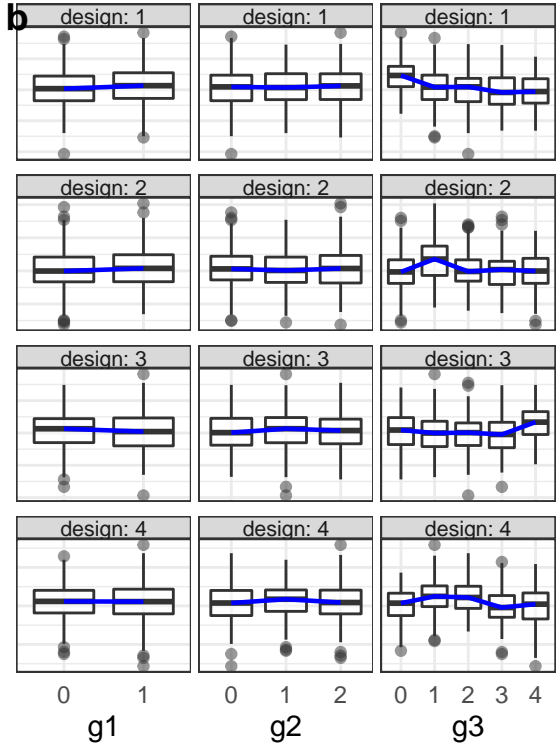 b
design: 1 design: 1 design: 1
design: 2 design: 2 design: 2
design: 3 design: 3 design: 3
design: 4 design: 4 design: 4
0 1 0 1 2 0 1 2 3 4
g1 g2 g3